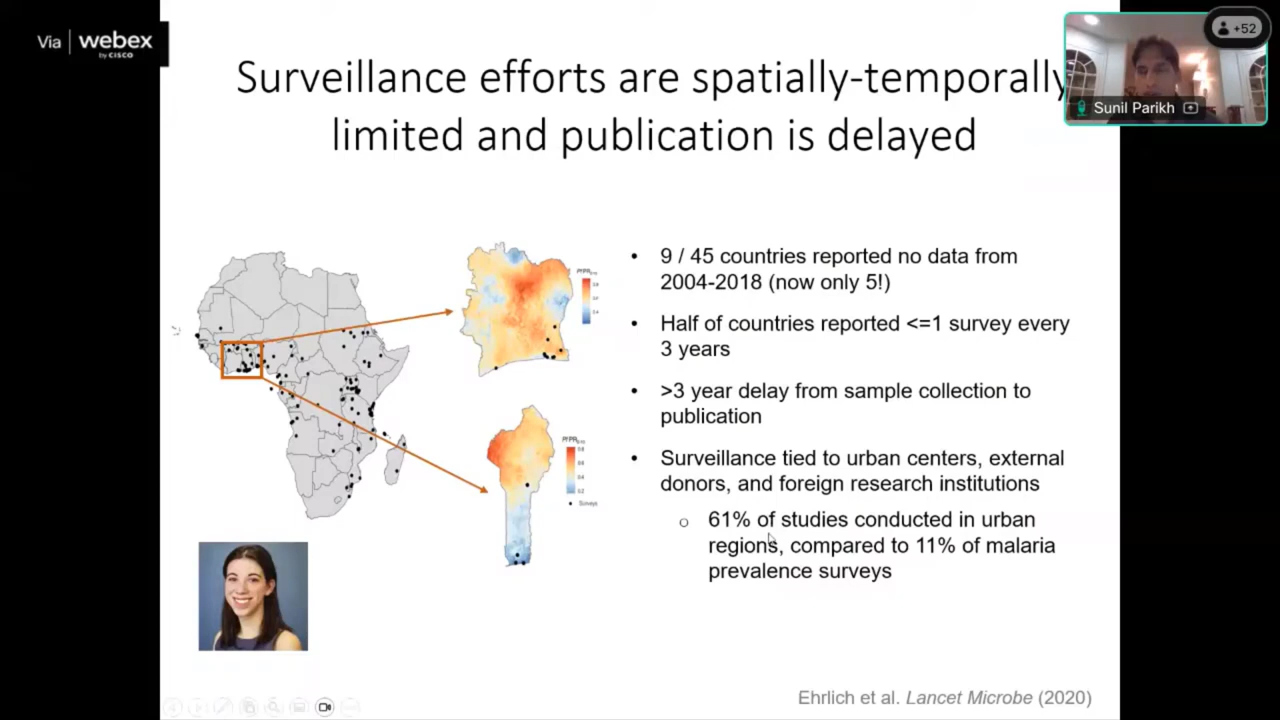 Via webex
by CISCO
+52
Sunil Parikh
Surveillance efforts are spatially-temporally
limited and publication is delayed
• 9 / 45 countries reported no data from
2004-2018 (now only 5!)
• Half of countries reported <=1 survey every
3 years
• >3 year delay from sample collection to
publication
• Surveillance tied to urban centers, external
donors, and foreign research institutions
o 61% of studies conducted in urban
regions, compared to 11% of malaria
prevalence surveys
Surveys
Ehrlich et al. Lancet Microbe (2020)